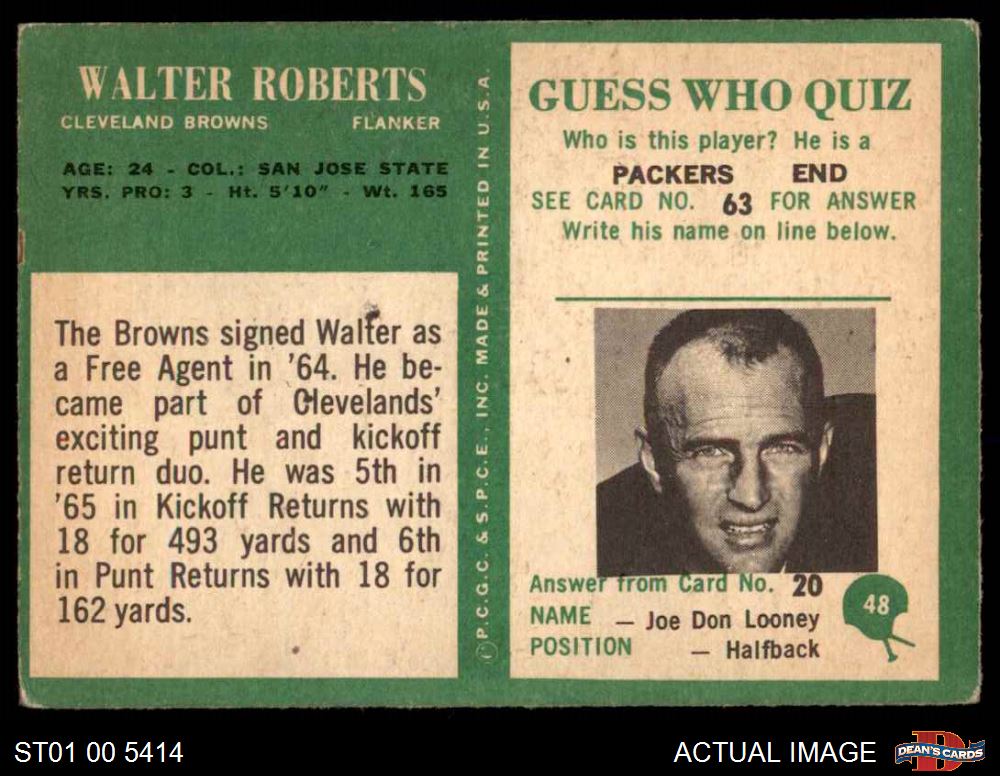 WALTER ROBERTS
CLEVELAND BROWNS FLANKER
AGE: 24 - COL.: SAN JOSE STATE
YRS. PRO: 3 - Ht. 5'10" - Wt. 165
The Browns signed Walter as
a Free Agent in '64. He be-
came part of Clevelands'
exciting punt and kickoff
return duo. He was 5th in
'65 in Kickoff Returns with
18 for 493 yards and 6th
in Punt Returns with 18 for
162 yards.
© P.C.G.C. & S.P.C.E., INC. MADE & PRINTED IN U.S.A.
GUESS WHO QUIZ
Who is this player? He is a
PACKERS END
SEE CARD NO. 63 FOR ANSWER
Write his name on line below.
Answer from Card No. 20
NAME — Joe Don Looney
POSITION — Halfback
48
ST01 00 5414
ACTUAL IMAGE
D
DEAN'S CARDS